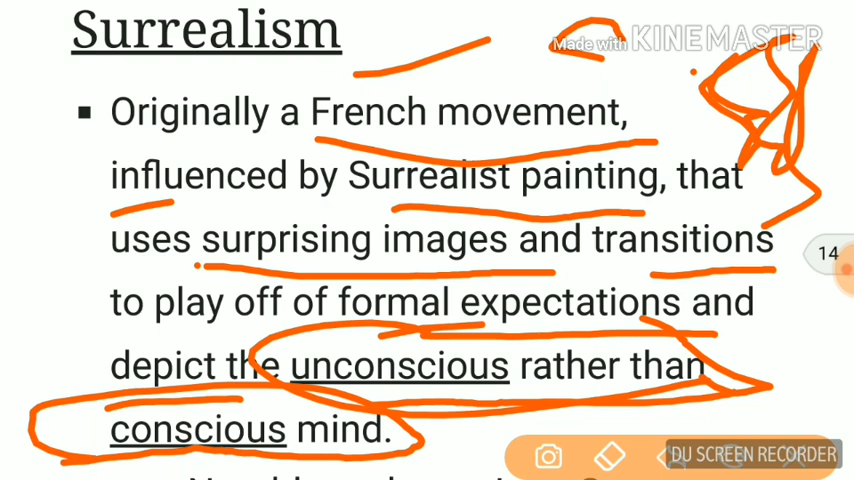 Surrealism
Made with KINEMASTER
▪ Originally a French movement,
influenced by Surrealist painting, that
uses surprising images and transitions
14
to play off of formal expectations and
depict the unconscious rather than
conscious mind.
DU SCREEN RECORDER